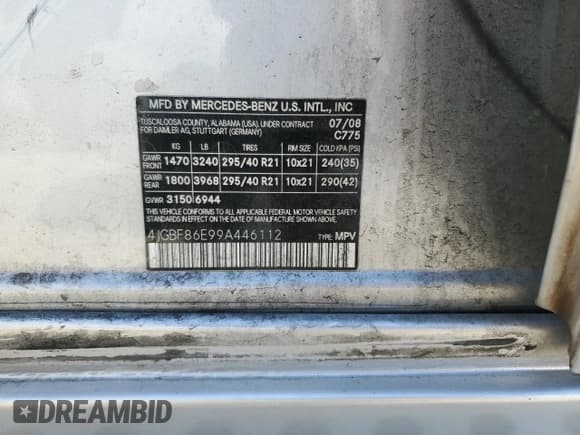 MFD BY MERCEDES-BENZ U.S. INTL., INC
TUSCALOOSA COUNTY, ALABAMA (USA), UNDER CONTRACT 07/08
FOR DAIMLER AG, STUTTGART (GERMANY) C775
KG LB TIRES RIM SIZE COLD KPA (PSI)
GAWR FRONT 1470 3240 295/40 R21 10x21 240(35)
GAWR REAR 1800 3968 295/40 R21 10x21 290(42)
GVWR 3150 6944
THIS VEHICLE CONFORMS TO ALL APPLICABLE FEDERAL MOTOR VEHICLE SAFETY
STANDARDS IN EFFECT ON THE DATE OF MANUFACTURE SHOWN ABOVE.
4JGBF86E99A446112 TYPE: MPV
DREAMBID